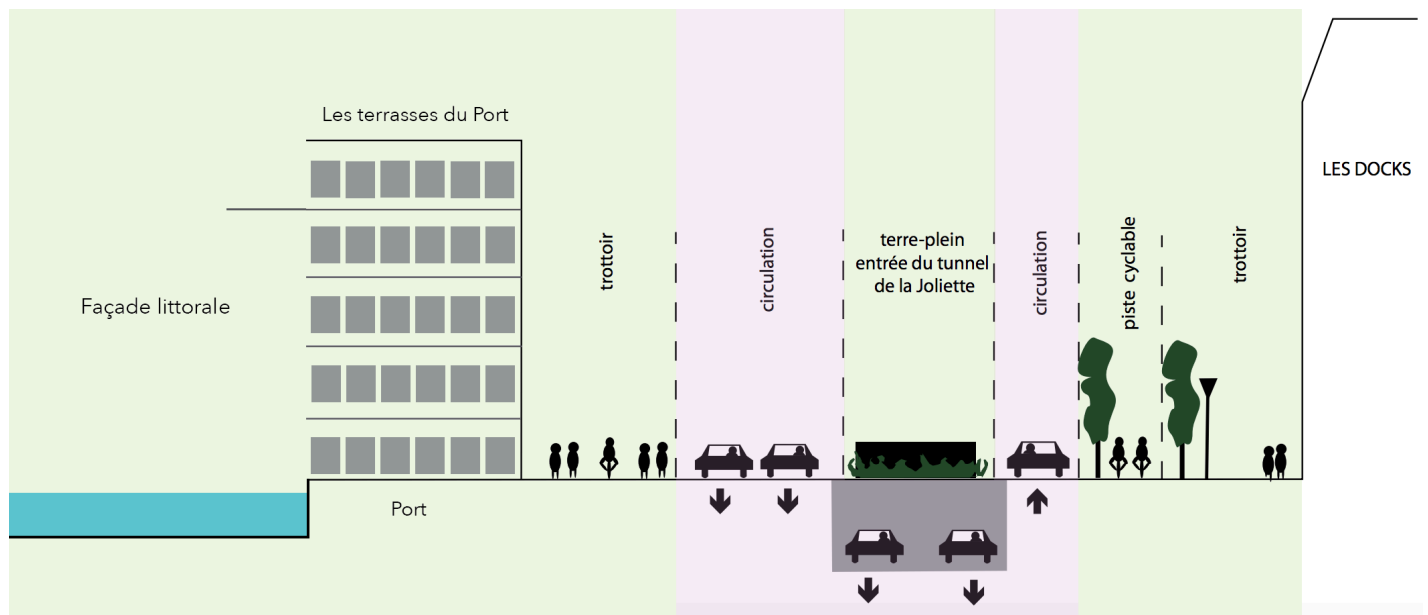 Les terrasses du Port
LES DOCKS
Façade littorale
trottoir
circulation
terre-plein
entrée du tunnel
de la Joliette
circulation
piste cyclable
trottoir
Port